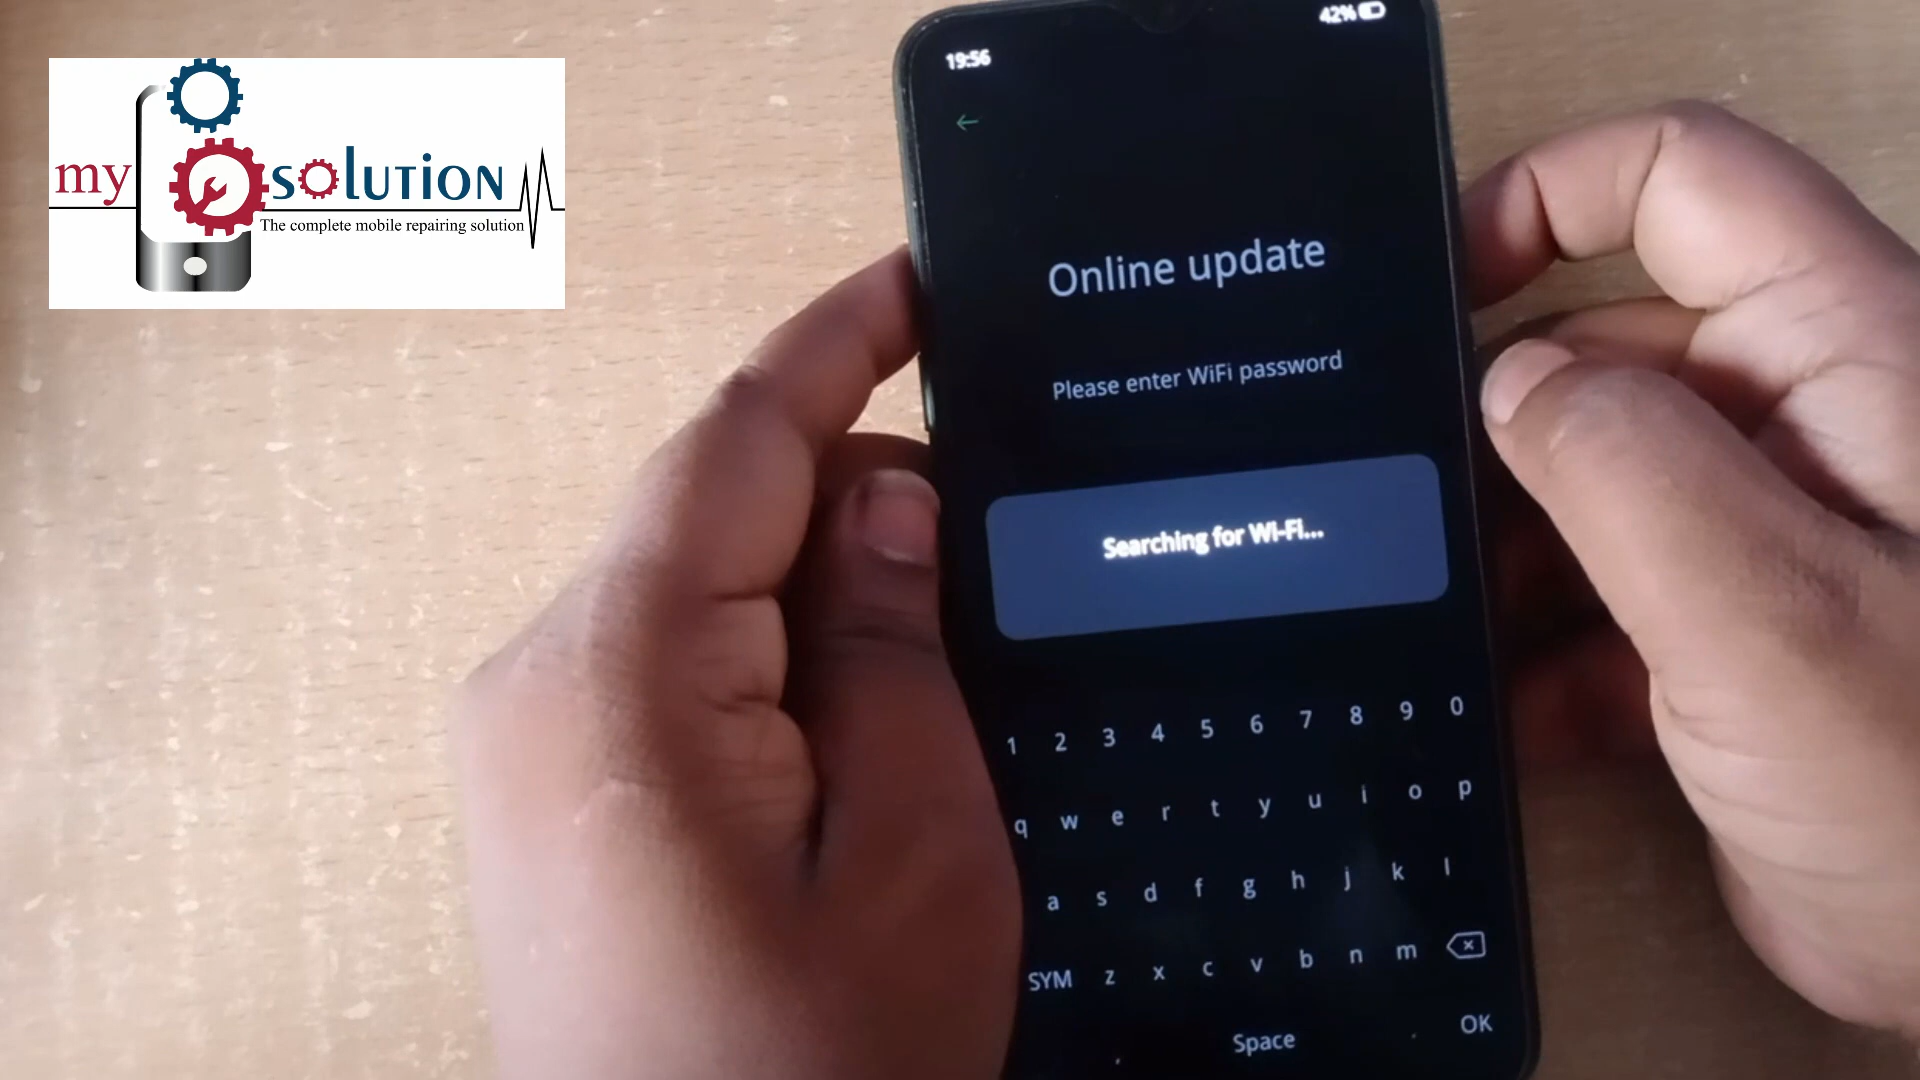 my solution
The complete mobile repairing solution
19:56
42%
Online update
Please enter WiFi password
Searching for Wi-Fi...
1 2 3 4 5 6 7 8 9 0
q w e r t y u i o p
a s d f g h j k l
SYM z x c v b n m
, Space . OK